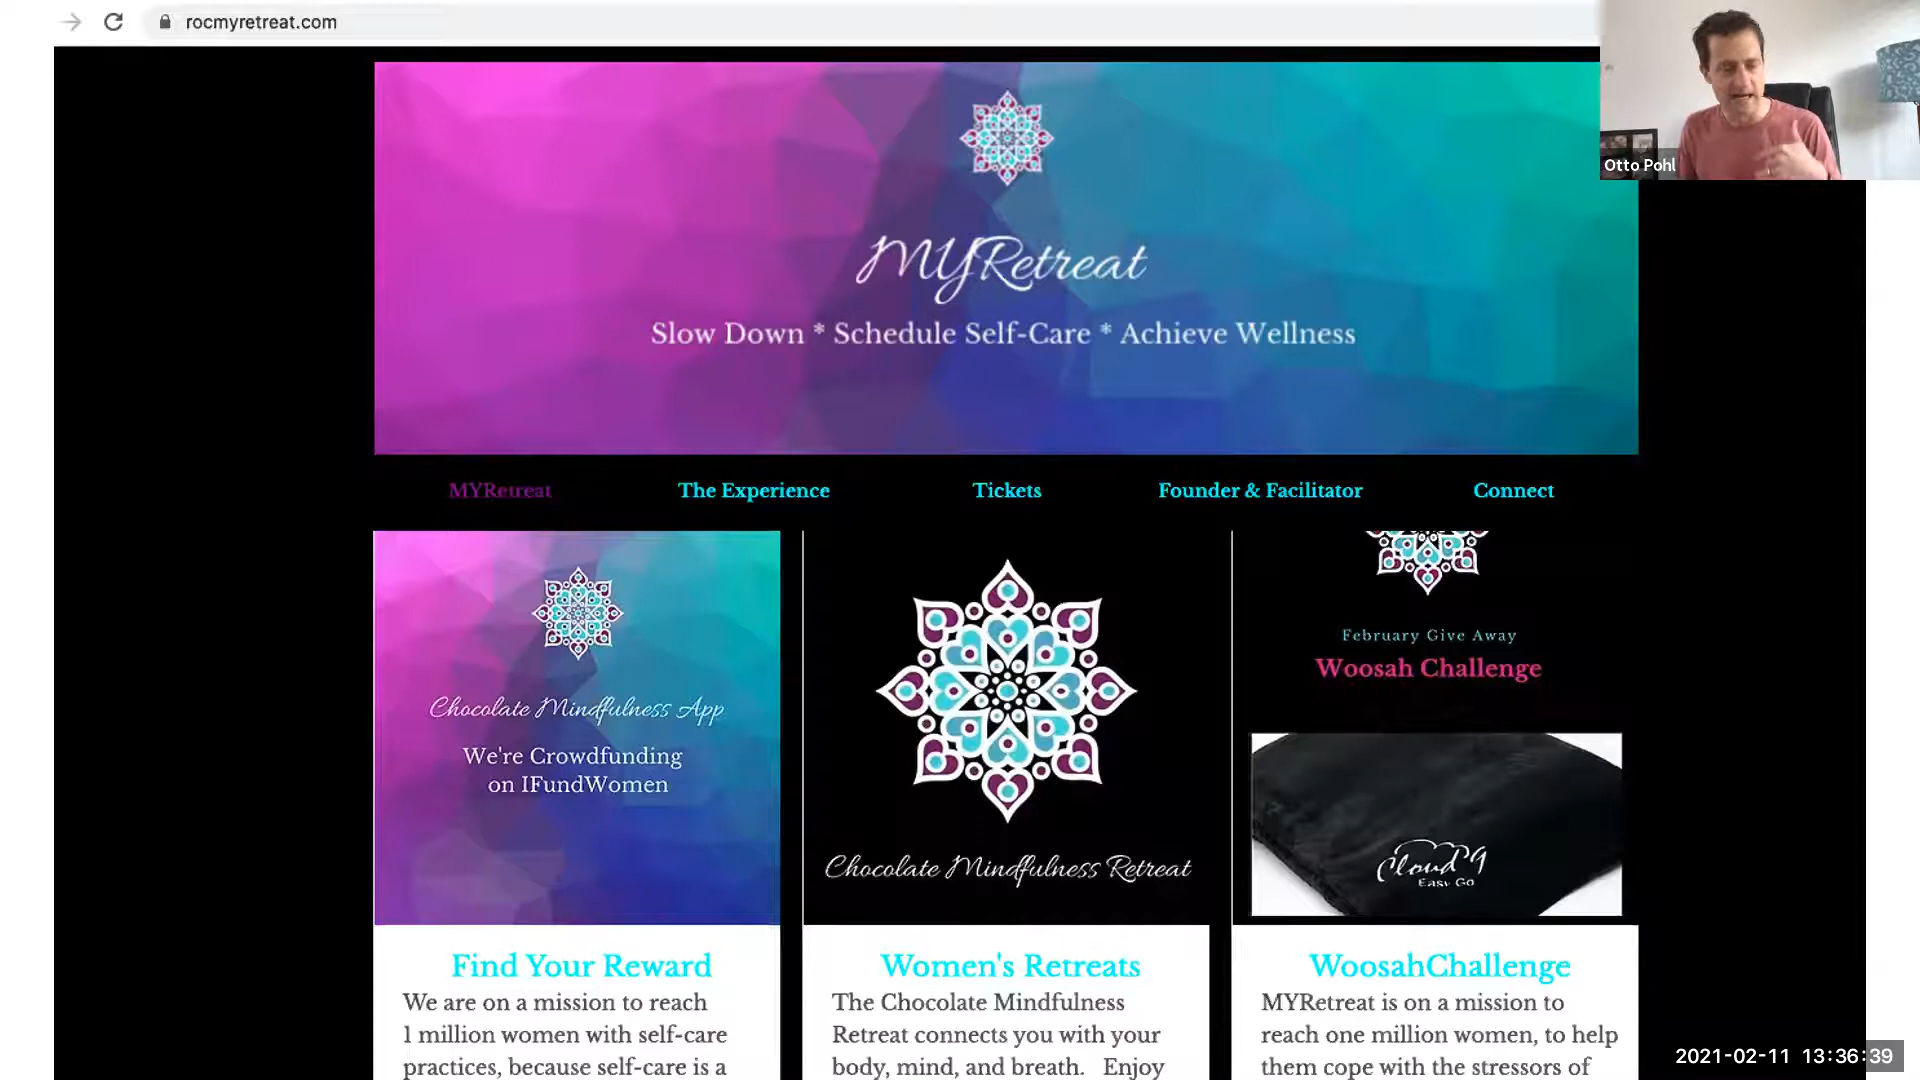 rocmyretreat.com
Otto Pohl
MYRetreat
Slow Down * Schedule Self-Care * Achieve Wellness
MYRetreat
The Experience
Tickets
Founder & Facilitator
Connect
Chocolate Mindfulness App
We're Crowdfunding
on IFundWomen
Chocolate Mindfulness Retreat
February Give Away
Woosah Challenge
Cloud 9
Easy Go
Find Your Reward
We are on a mission to reach
1 million women with self-care
practices, because self-care is a
Women's Retreats
The Chocolate Mindfulness
Retreat connects you with your
body, mind, and breath. Enjoy
WoosahChallenge
MYRetreat is on a mission to
reach one million women, to help
them cope with the stressors of
2021-02-11 13:36:39